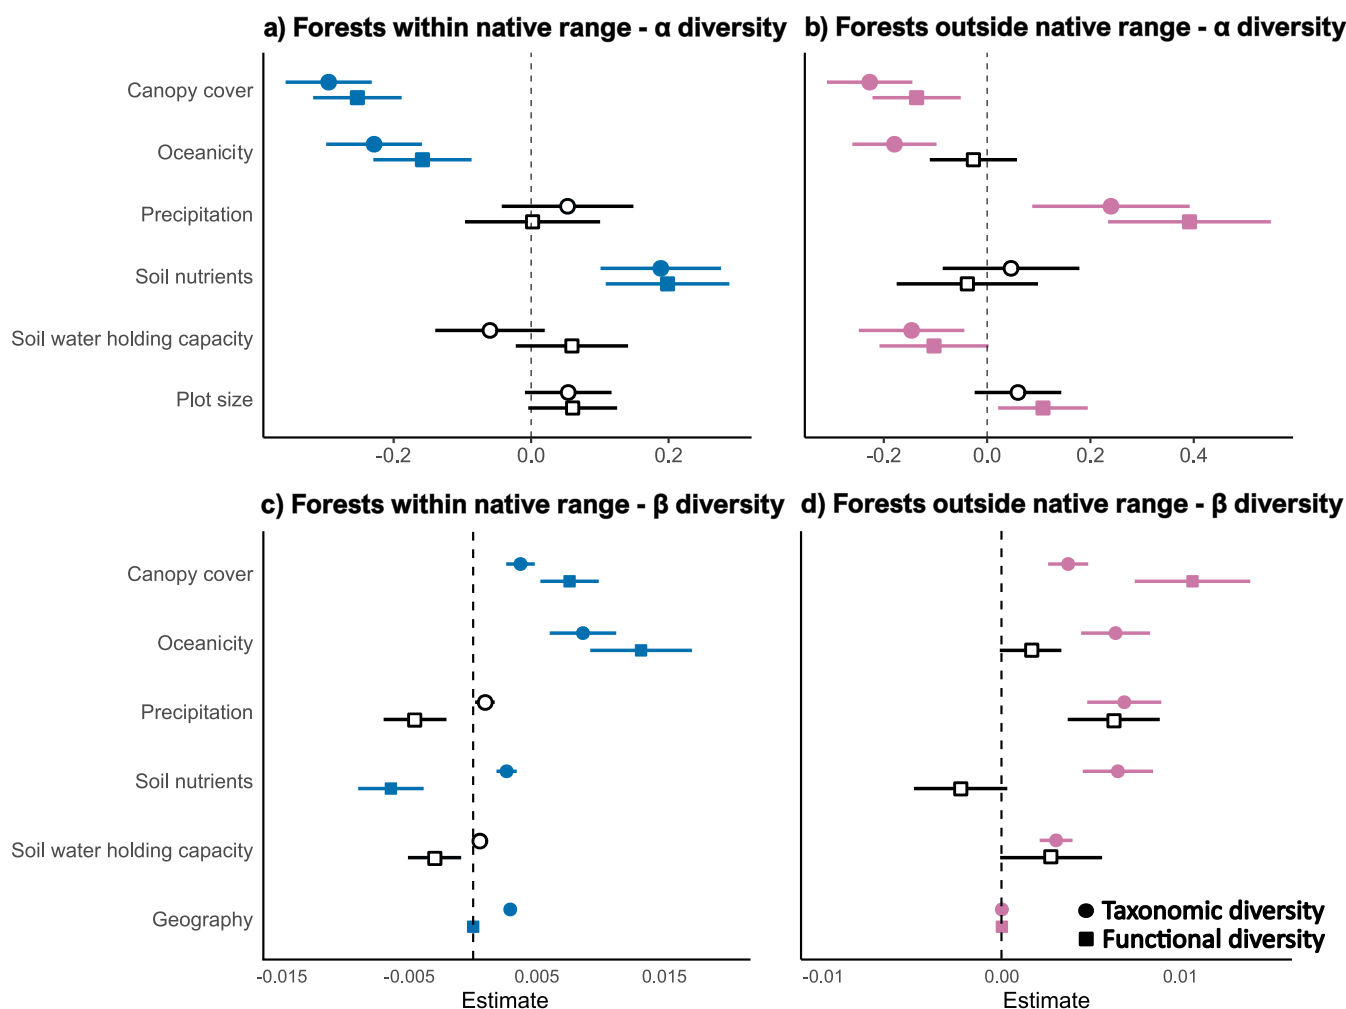 a) Forests within native range - α diversity
b) Forests outside native range - α diversity
Canopy cover
Oceanicity
Precipitation
Soil nutrients
Soil water holding capacity
Plot size
-0.2 0.0 0.2
-0.2 0.0 0.2 0.4
c) Forests within native range - β diversity
d) Forests outside native range - β diversity
Canopy cover
Oceanicity
Precipitation
Soil nutrients
Soil water holding capacity
Geography
Taxonomic diversity
Functional diversity
-0.015 -0.005 0.005 0.015
-0.01 0.00 0.01
Estimate
Estimate